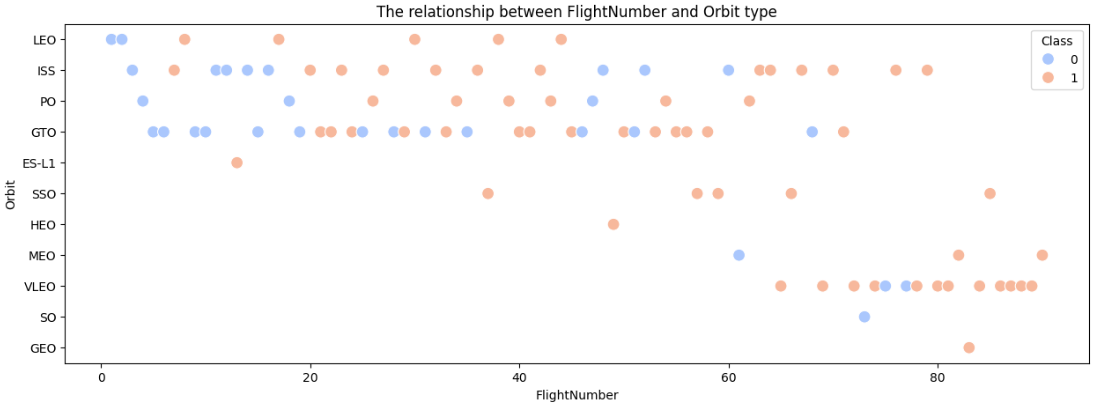 The relationship between FlightNumber and Orbit type
Orbit
LEO
ISS
PO
GTO
ES-L1
SSO
HEO
MEO
VLEO
SO
GEO
Class
0
1
0
20
40
60
80
FlightNumber